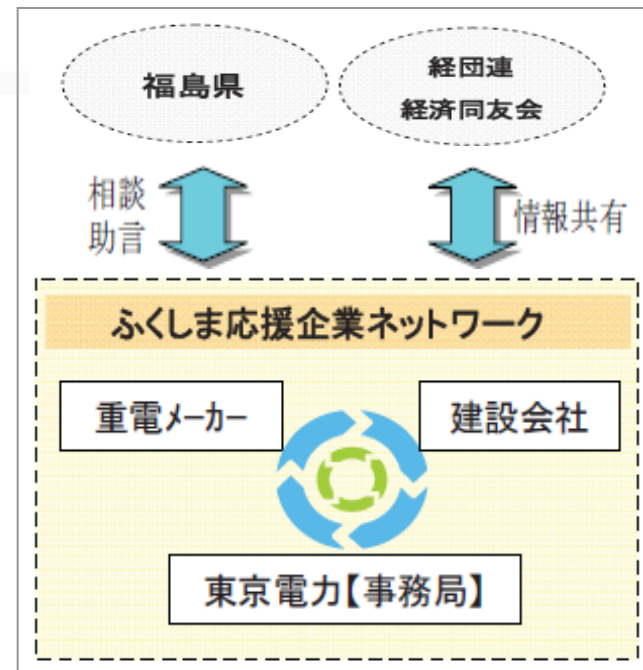 福島県
経団連
経済同友会
相談
助言
情報共有
ふくしま応援企業ネットワーク
重電メーカー
建設会社
東京電力【事務局】